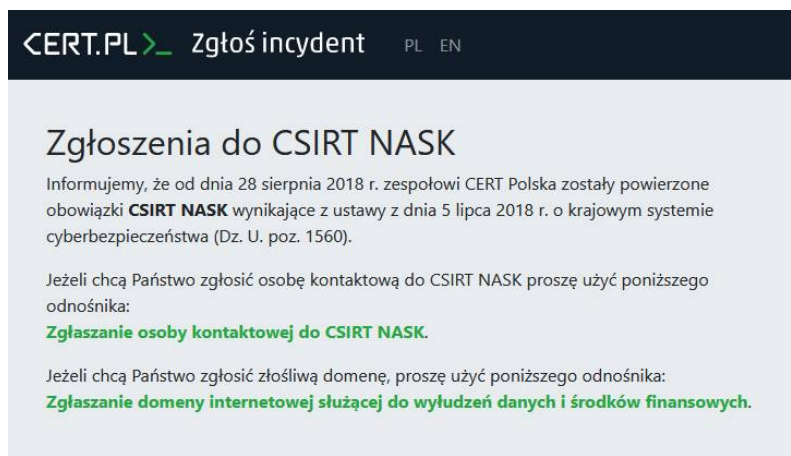 CERT.PL>_ Zgłoś incydent PL EN
Zgłoszenia do CSIRT NASK
Informujemy, że od dnia 28 sierpnia 2018 r. zespołowi CERT Polska zostały powierzone
obowiązki CSIRT NASK wynikające z ustawy z dnia 5 lipca 2018 r. o krajowym systemie
cyberbezpieczeństwa (Dz. U. poz. 1560).
Jeżeli chcą Państwo zgłosić osobę kontaktową do CSIRT NASK proszę użyć poniższego
odnośnika:
Zgłaszanie osoby kontaktowej do CSIRT NASK.
Jeżeli chcą Państwo zgłosić złośliwą domenę, proszę użyć poniższego odnośnika:
Zgłaszanie domeny internetowej służącej do wyłudzeń danych i środków finansowych.